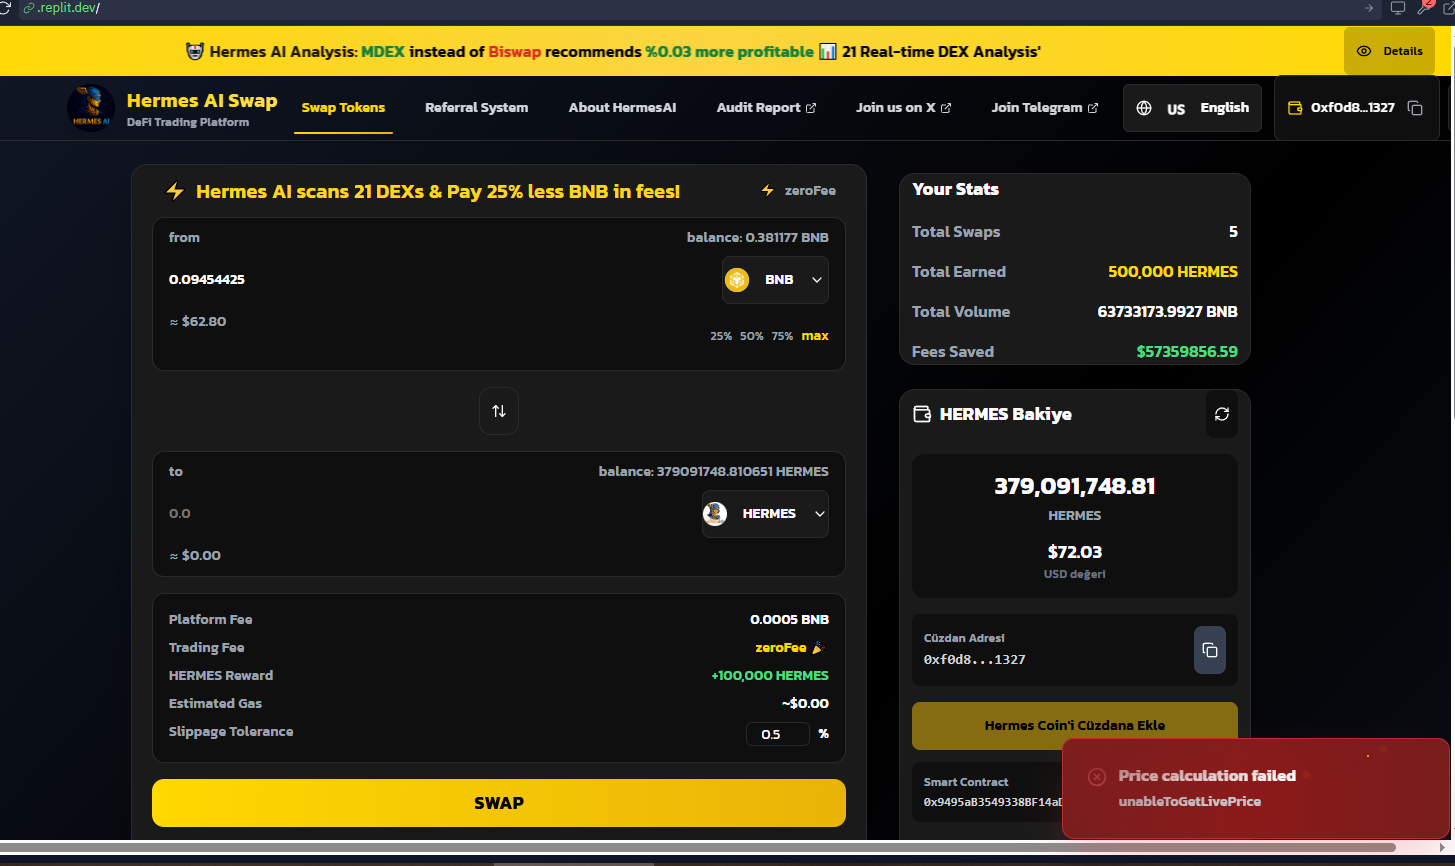 .replit.dev/
2
Hermes AI Analysis: MDEX instead of Biswap recommends %0.03 more profitable 📊 21 Real-time DEX Analysis'
Details
HERMES AI
Hermes AI Swap
DeFi Trading Platform
Swap Tokens
Referral System
About HermesAI
Audit Report
Join us on X
Join Telegram
US English
0xf0d8...1327
Hermes AI scans 21 DEXs & Pay 25% less BNB in fees!
zeroFee
from
balance: 0.381177 BNB
0.09454425
BNB
≈ $62.80
25% 50% 75% max
to
balance: 379091748.810651 HERMES
0.0
HERMES
≈ $0.00
Platform Fee
0.0005 BNB
Trading Fee
zeroFee 🎉
HERMES Reward
+100,000 HERMES
Estimated Gas
~$0.00
Slippage Tolerance
0.5 %
SWAP
Your Stats
Total Swaps
5
Total Earned
500,000 HERMES
Total Volume
63733173.9927 BNB
Fees Saved
$57359856.59
HERMES Bakiye
379,091,748.81
HERMES
$72.03
USD değeri
Cüzdan Adresi
0xf0d8...1327
Hermes Coin'i Cüzdana Ekle
Smart Contract
0x9495aB3549338BF14aD
Price calculation failed
unableToGetLivePrice